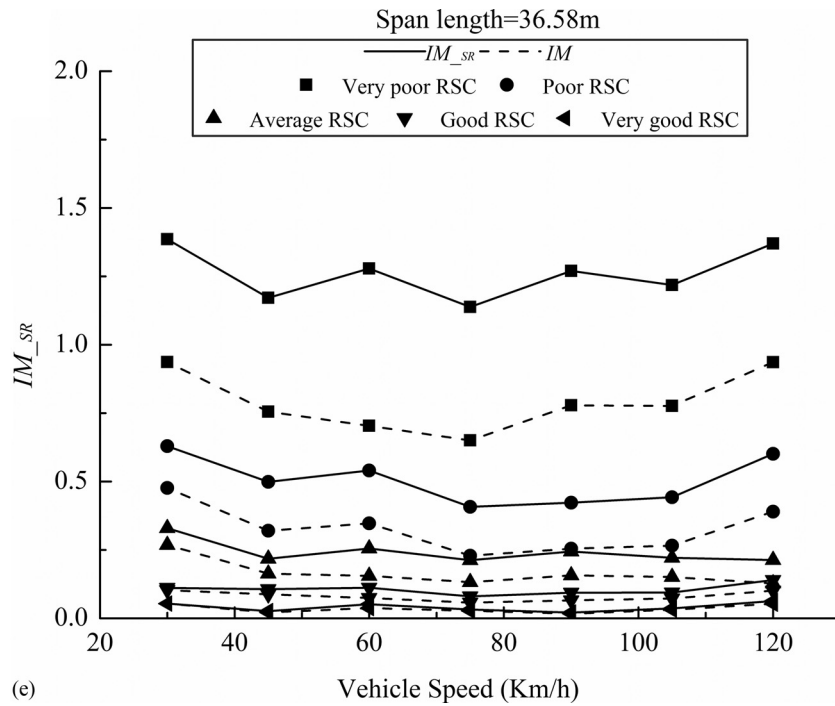 Span length=36.58m
IM_SR IM
Very poor RSC Poor RSC
Average RSC Good RSC Very good RSC
2.0
1.5
1.0
0.5
0.0
IM_SR
20 40 60 80 100 120
(e) Vehicle Speed (Km/h)